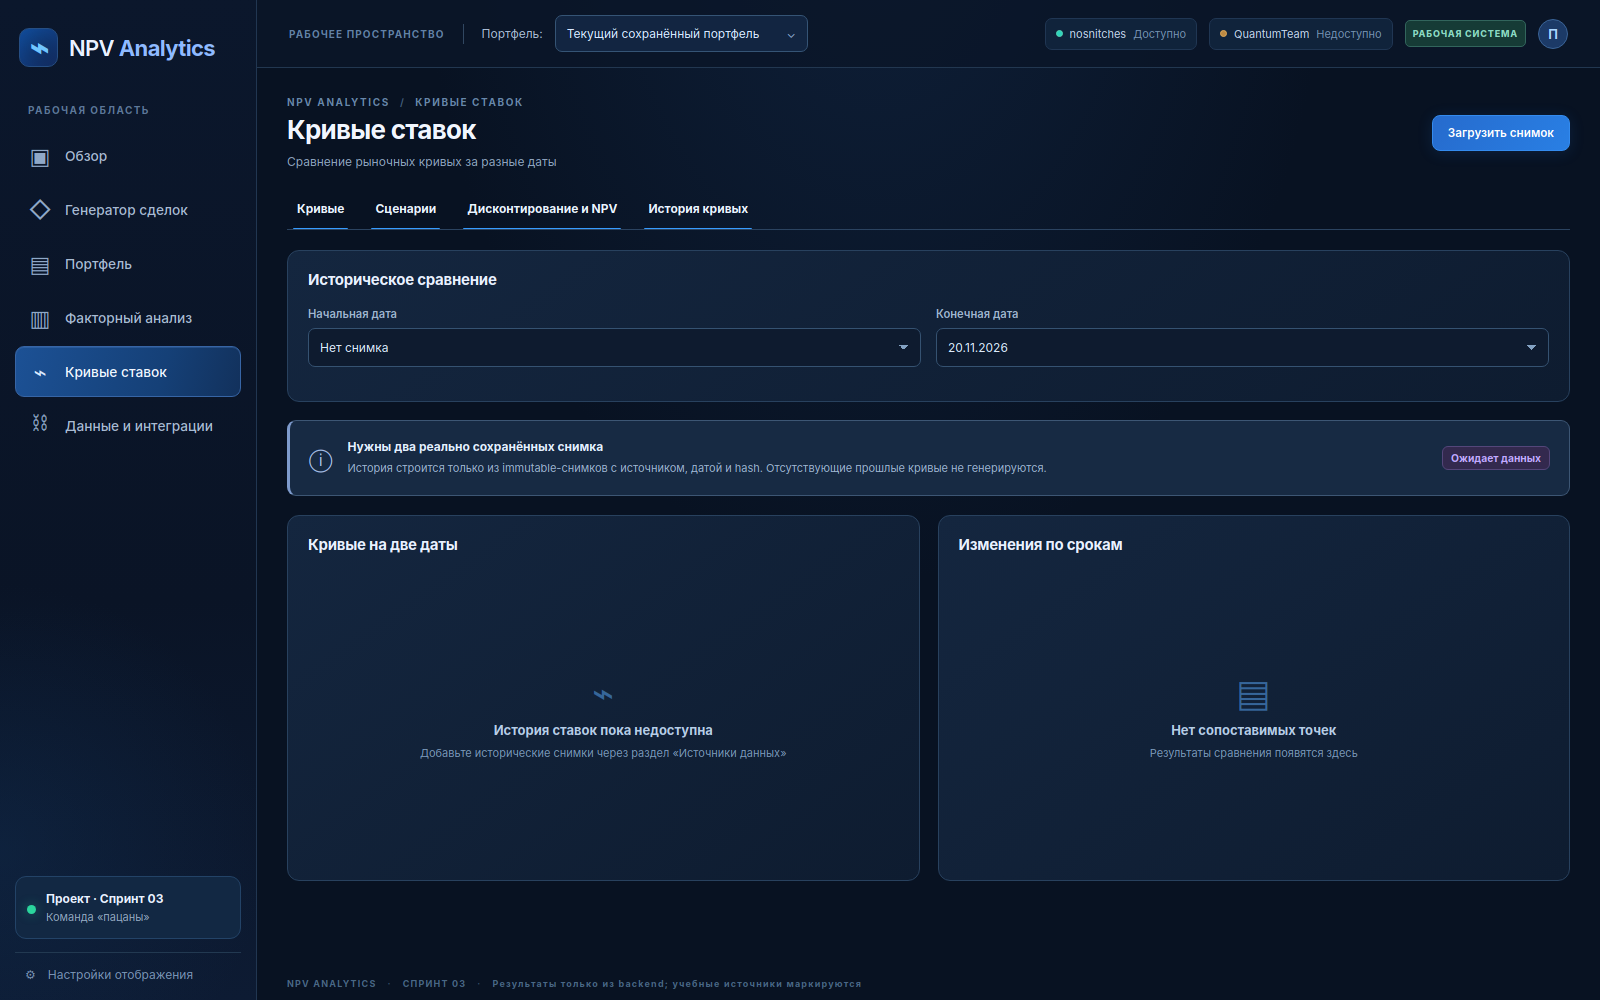 NPV Analytics
РАБОЧЕЕ ПРОСТРАНСТВО
Портфель:
Текущий сохранённый портфель
nosnitches Доступно
QuantumTeam Недоступно
РАБОЧАЯ СИСТЕМА
П
РАБОЧАЯ ОБЛАСТЬ
Обзор
Генератор сделок
Портфель
Факторный анализ
Кривые ставок
Данные и интеграции
Проект · Спринт 03
Команда «пацаны»
Настройки отображения
NPV ANALYTICS / КРИВЫЕ СТАВОК
Кривые ставок
Сравнение рыночных кривых за разные даты
Загрузить снимок
Кривые
Сценарии
Дисконтирование и NPV
История кривых
Историческое сравнение
Начальная дата
Нет снимка
Конечная дата
20.11.2026
Нужны два реально сохранённых снимка
История строится только из immutable-снимков с источником, датой и hash. Отсутствующие прошлые кривые не генерируются.
Ожидает данных
Кривые на две даты
История ставок пока недоступна
Добавьте исторические снимки через раздел «Источники данных»
Изменения по срокам
Нет сопоставимых точек
Результаты сравнения появятся здесь
NPV ANALYTICS · СПРИНТ 03 · Результаты только из backend; учебные источники маркируются